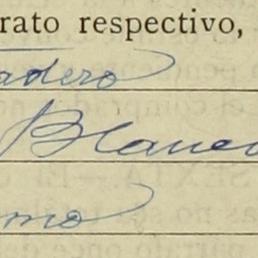 rato respectivo,
adero
Blanco
mo